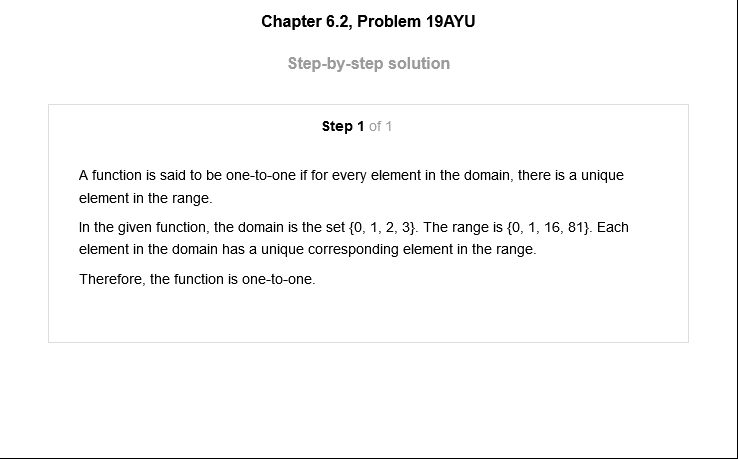 Chapter 6.2, Problem 19AYU
Step-by-step solution
Step 1 of 1
A function is said to be one-to-one if for every element in the domain, there is a unique
element in the range.
In the given function, the domain is the set {0, 1, 2, 3}. The range is {0, 1, 16, 81}. Each
element in the domain has a unique corresponding element in the range.
Therefore, the function is one-to-one.